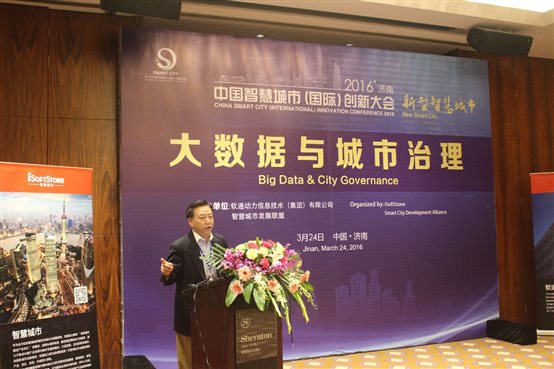 SMART CITY
2016'济南
中国智慧城市(国际)创新大会
CHINA SMART CITY (INTERNATIONAL) INNOVATION CONFERENCE 2016
新型智慧城市
New Smart City
大数据与城市治理
Big Data & City Governance
单位:软通动力信息技术(集团)有限公司
智慧城市发展联盟
Organized by: iSoftStone
Smart City Development Alliance
3月24日 中国·济南
Jinan, March 24, 2016
iSOFTSTONE
智慧城市
Sheraton
软通